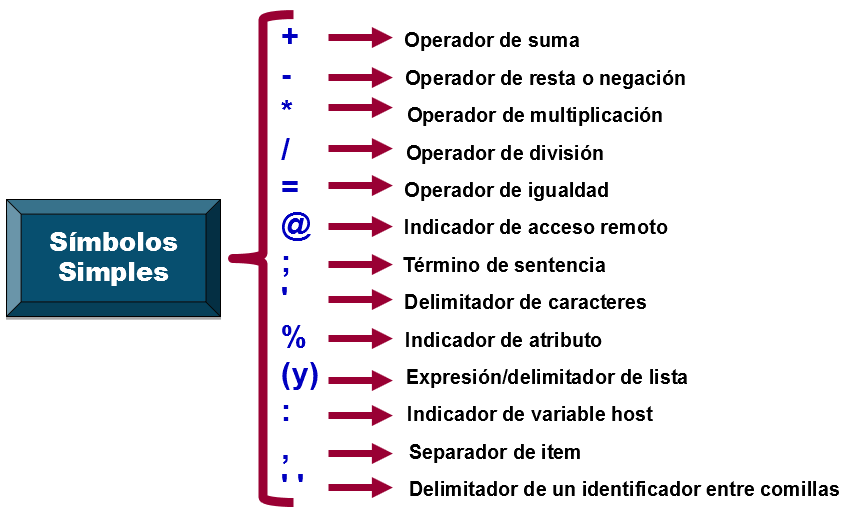 Símbolos
Simples
+ Operador de suma
- Operador de resta o negación
* Operador de multiplicación
/ Operador de división
= Operador de igualdad
@ Indicador de acceso remoto
; Término de sentencia
' Delimitador de caracteres
% Indicador de atributo
(y) Expresión/delimitador de lista
: Indicador de variable host
, Separador de item
' ' Delimitador de un identificador entre comillas